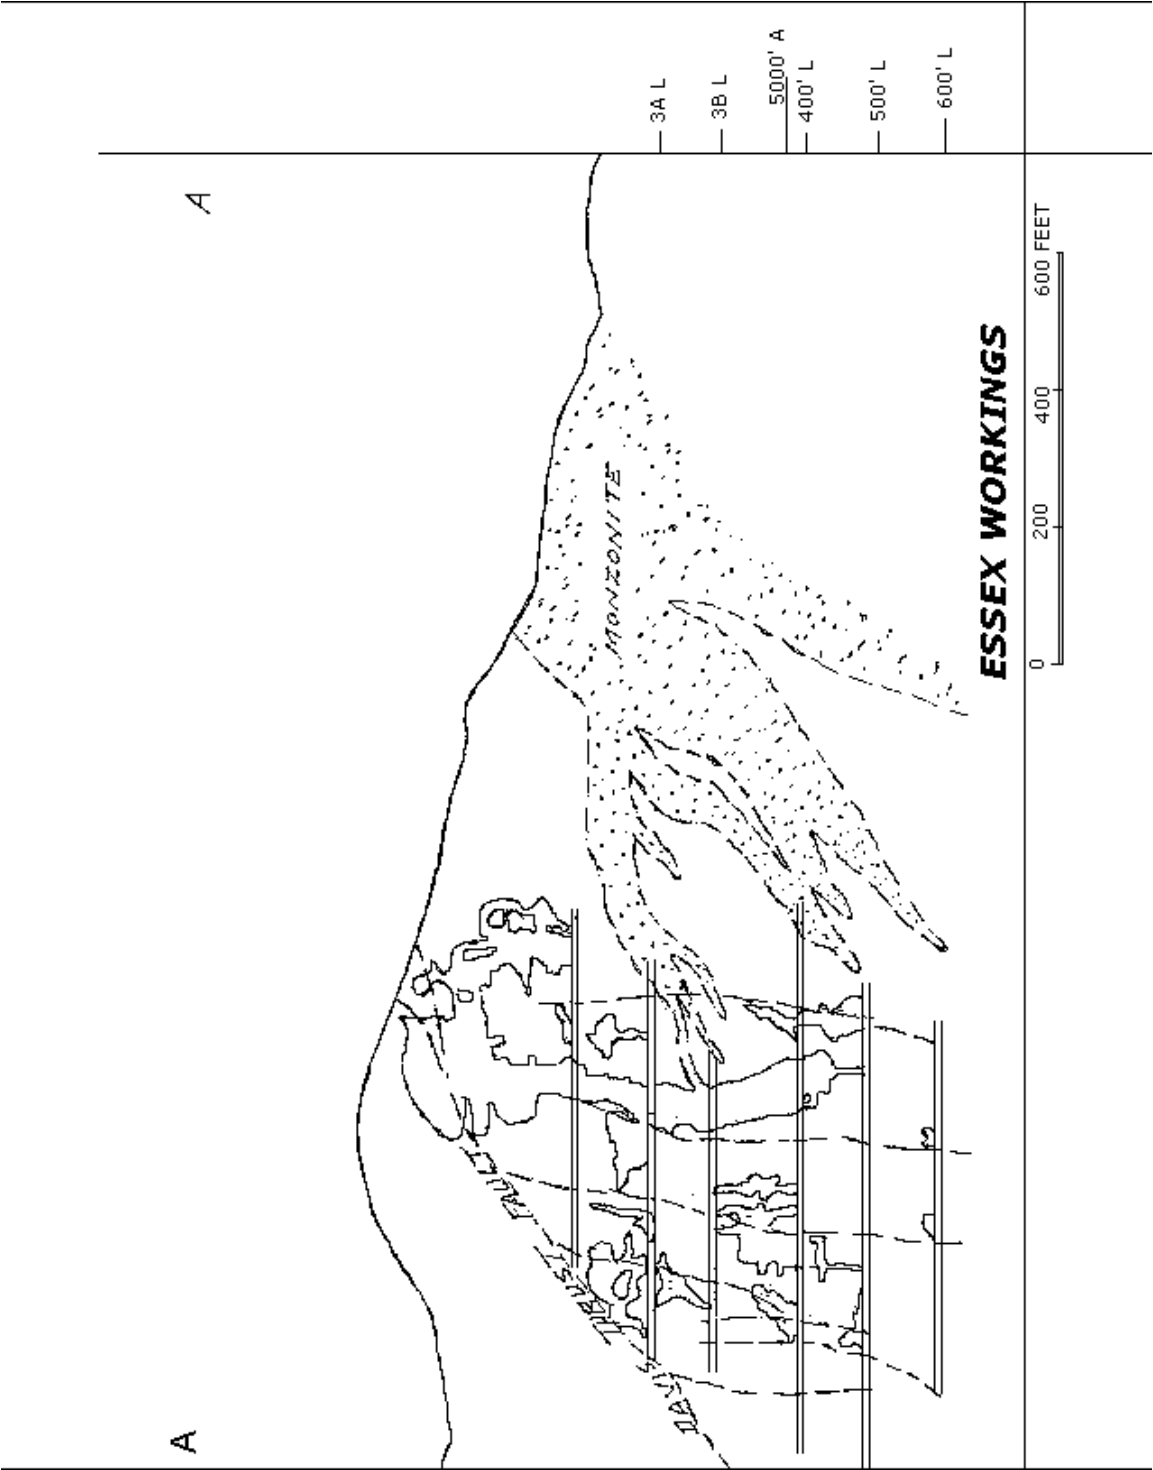 A
A
3A L
3B L
5000' A
400' L
500' L
600' L
MONZONITE
DAVIS THRUST FAULT
ESSEX WORKINGS
0 200 400 600 FEET